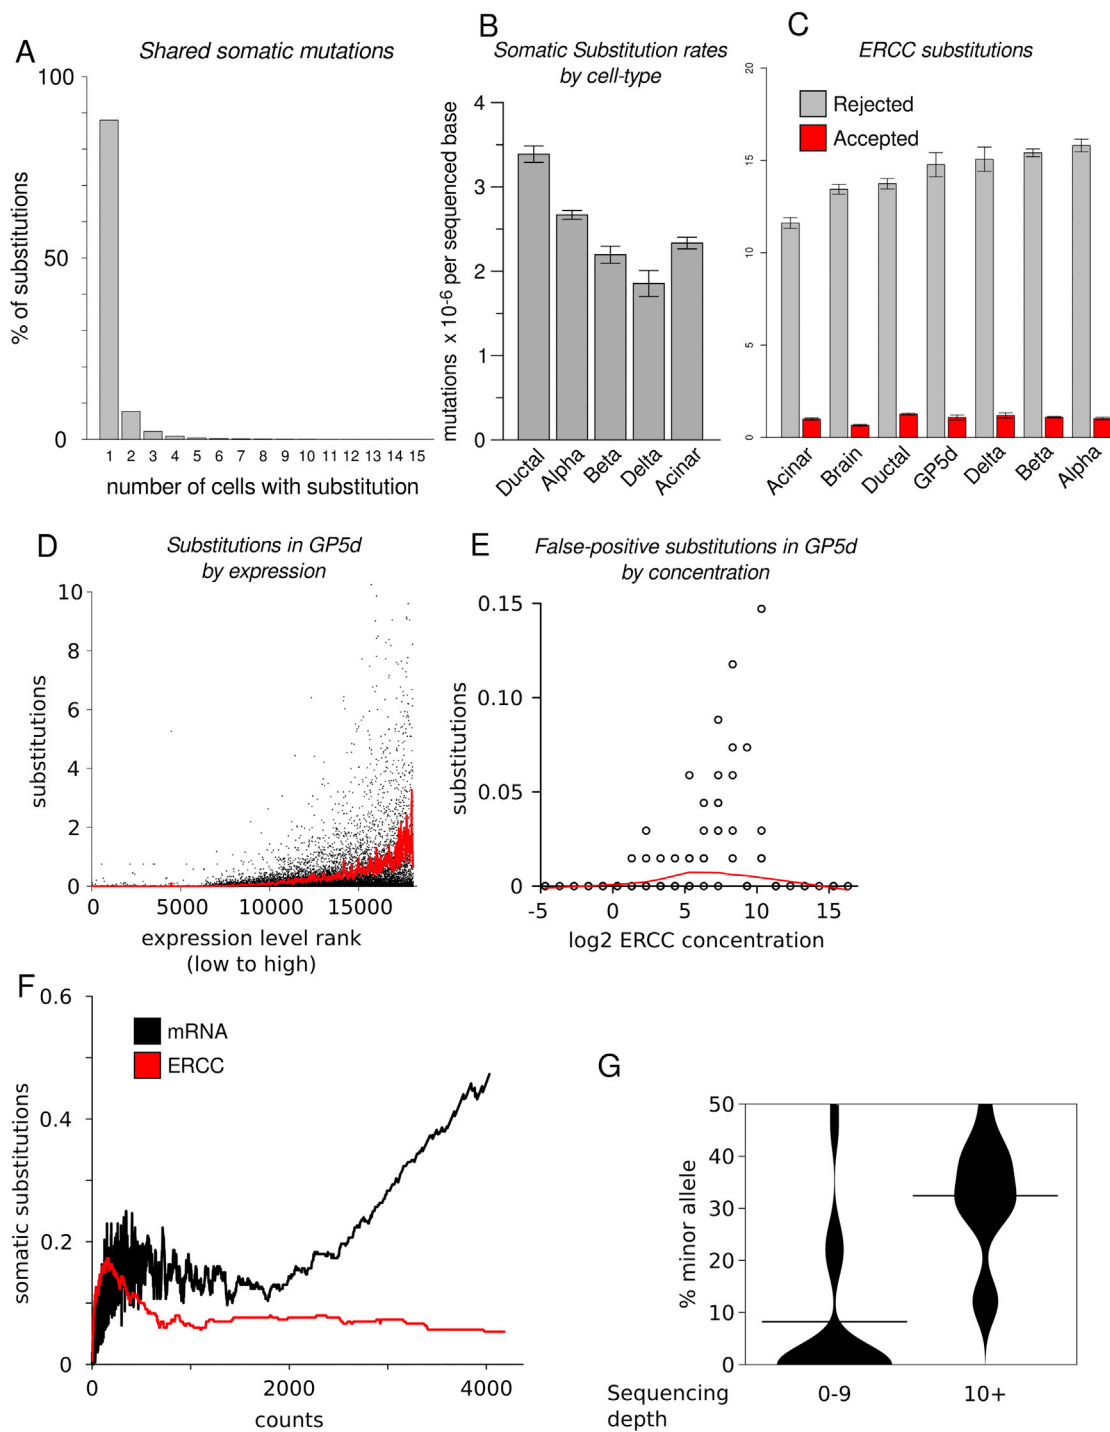 A
Shared somatic mutations
100
50
0
% of substitutions
1 2 3 4 5 6 7 8 9 10 11 12 13 14 15
number of cells with substitution
B
Somatic Substitution rates
by cell-type
4
3
2
1
0
mutations x 10-6 per sequenced base
Ductal
Alpha
Beta
Delta
Acinar
C
ERCC substitutions
Rejected
Accepted
20
15
10
5
0
Acinar
Brain
Ductal
GP5d
Delta
Beta
Alpha
D
Substitutions in GP5d
by expression
10
8
6
4
2
0
substitutions
0 5000 10000 15000
expression level rank
(low to high)
E
False-positive substitutions in GP5d
by concentration
0.15
0.10
0.05
0
substitutions
-5 0 5 10 15
log2 ERCC concentration
F
0.6
0.4
0.2
0
somatic substitutions
mRNA
ERCC
0 2000 4000
counts
G
50
40
30
20
10
0
% minor allele
Sequencing
depth
0-9 10+